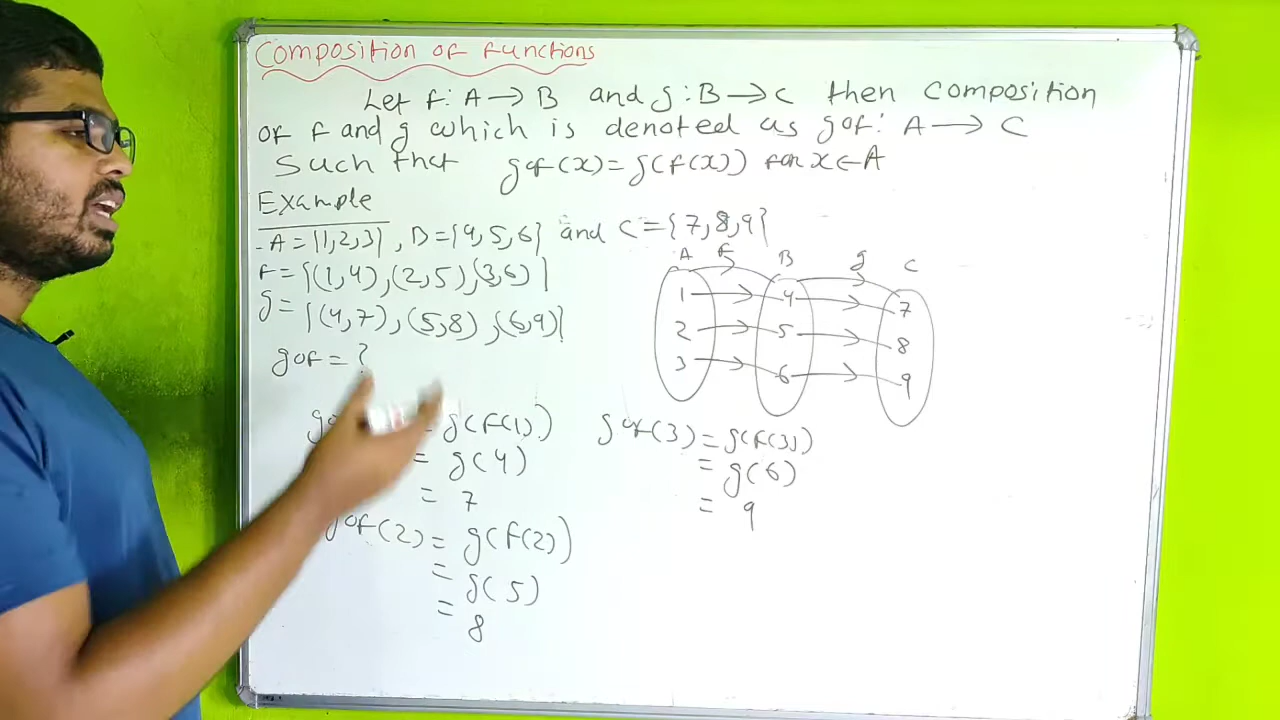 Composition of functions
Let f: A → B and g: B → C then composition
of f and g which is denoted as gof: A → C
Such that gof(x) = g(f(x)) for x ∈ A
Example
A = {1,2,3}, B = {4,5,6} and C = {7,8,9}
f = {(1,4),(2,5),(3,6)}
g = {(4,7),(5,8),(6,9)}
gof = ?
A f B g C
1 4 7
2 5 8
3 6 9
= g(f(1))
= g(4)
= 7
gof(2) = g(f(2))
= g(5)
= 8
gof(3) = g(f(3))
= g(6)
= 9